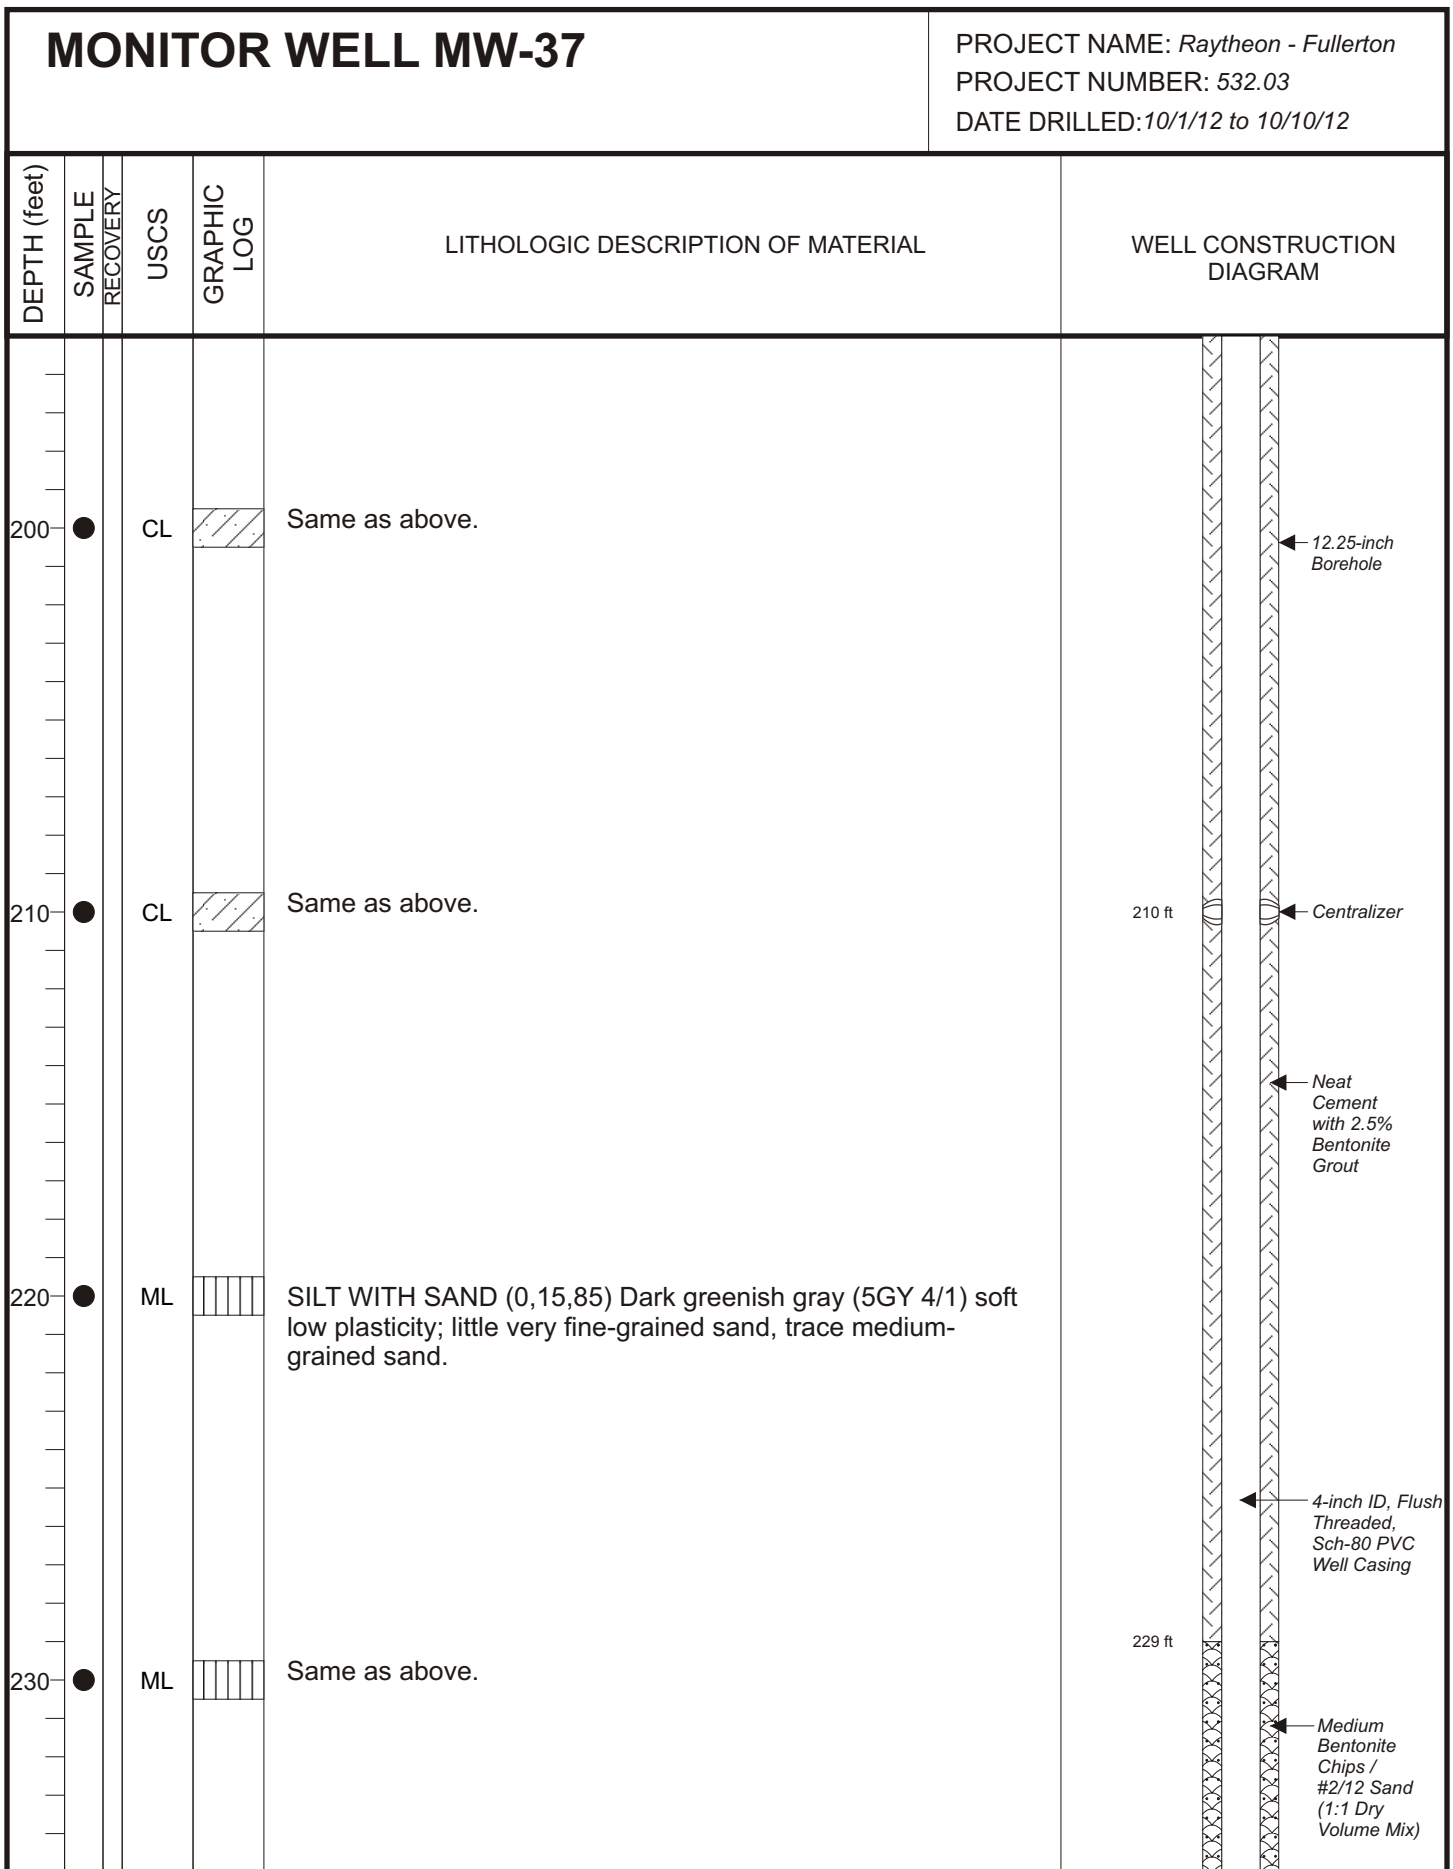 MONITOR WELL MW-37
PROJECT NAME: Raytheon - Fullerton
PROJECT NUMBER: 532.03
DATE DRILLED:10/1/12 to 10/10/12
DEPTH (feet)
SAMPLE
RECOVERY
USCS
GRAPHIC
LOG
LITHOLOGIC DESCRIPTION OF MATERIAL
WELL CONSTRUCTION
DIAGRAM
200
CL
Same as above.
12.25-inch
Borehole
210
CL
Same as above.
210 ft
Centralizer
Neat
Cement
with 2.5%
Bentonite
Grout
220
ML
SILT WITH SAND (0,15,85) Dark greenish gray (5GY 4/1) soft
low plasticity; little very fine-grained sand, trace medium-
grained sand.
4-inch ID, Flush
Threaded,
Sch-80 PVC
Well Casing
229 ft
230
ML
Same as above.
Medium
Bentonite
Chips /
#2/12 Sand
(1:1 Dry
Volume Mix)